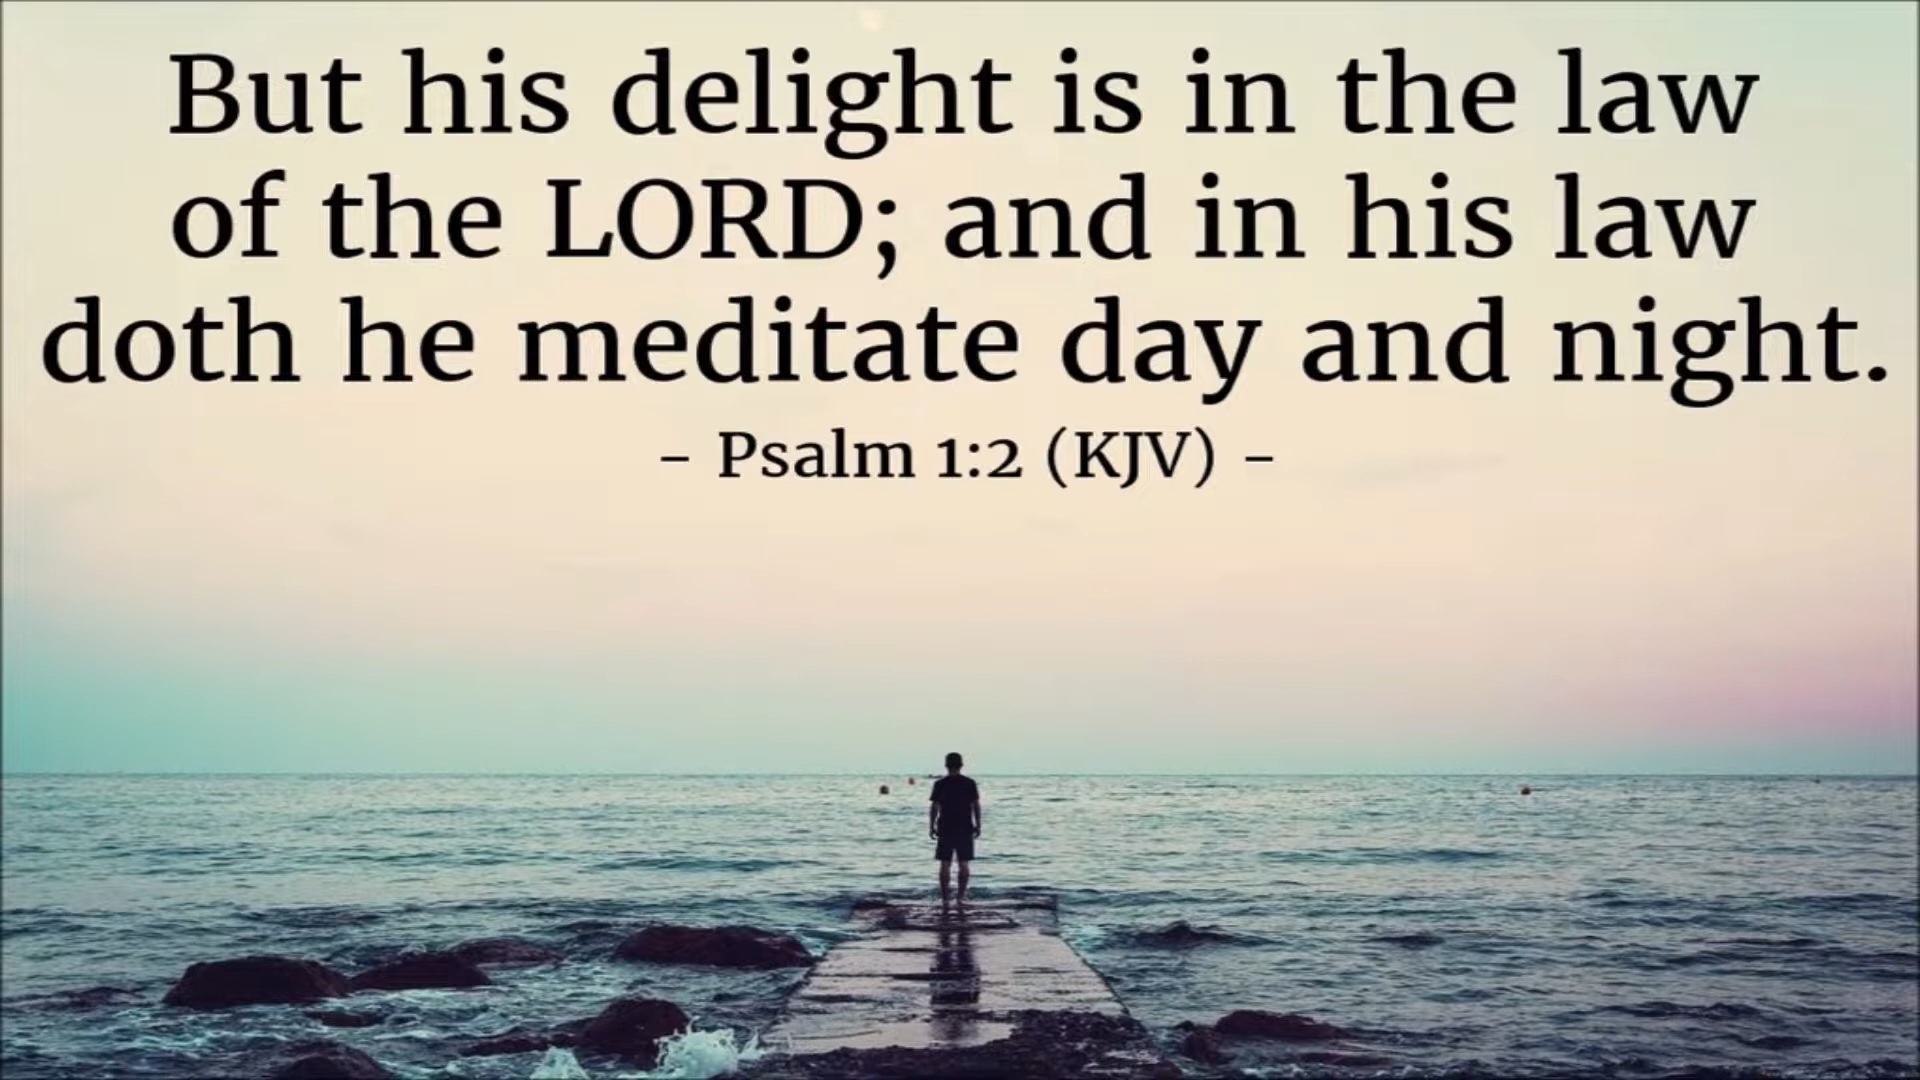 But his delight is in the law
of the LORD; and in his law
doth he meditate day and night.
- Psalm 1:2 (KJV) -